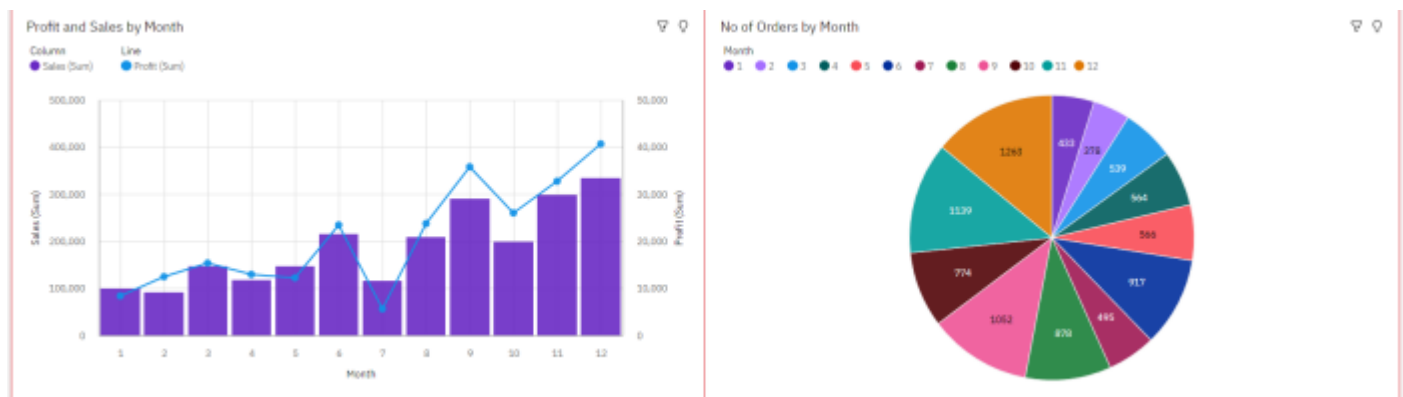 Profit and Sales by Month
Column Line
Sales (Sum) Profit (Sum)
500,000 50,000
400,000 40,000
300,000 30,000
200,000 20,000
100,000 10,000
0 0
Sales (Sum)
Profit (Sum)
1 2 3 4 5 6 7 8 9 10 11 12
Month
No of Orders by Month
Month
1 2 3 4 5 6 7 8 9 10 11 12
433
378
539
564
566
917
495
878
1052
774
1139
1263